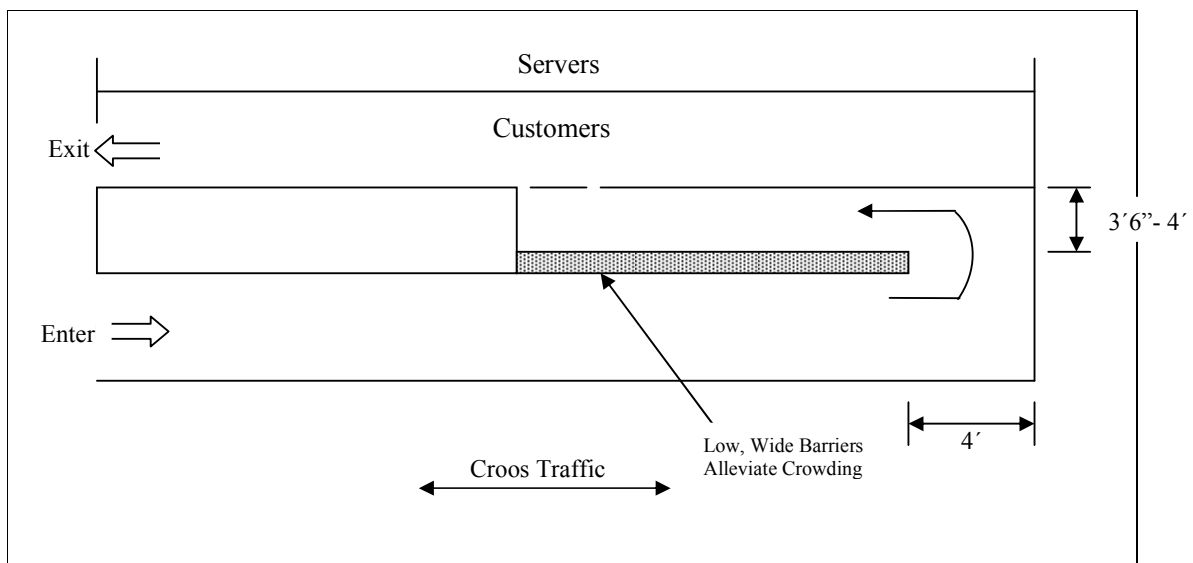 Servers
Customers
Exit
3´6”- 4´
Enter
4´
Low, Wide Barriers
Alleviate Crowding
Croos Traffic